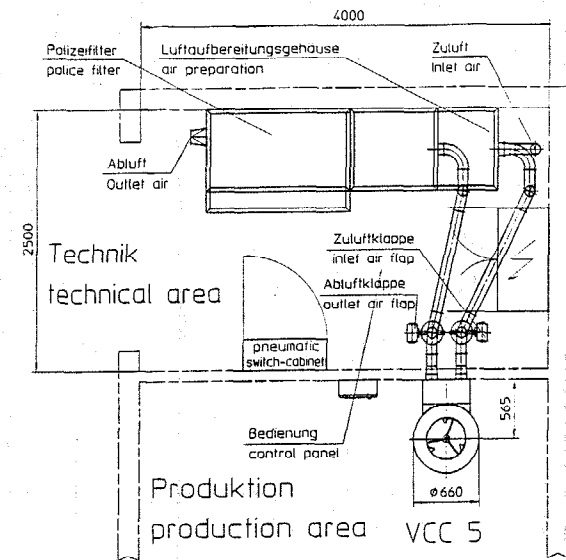 4000
Polizeifilter
police filter
Luftaufbereitungsgehäuse
air preparation
Zuluft
Inlet air
Abluft
Outlet air
2500
Technik
technical area
Zuluftklappe
inlet air flap
Abluftklappe
outlet air flap
pneumatic
switch-cabinet
565
Bedienung
control panel
ø660
Produktion
production area
VCC 5